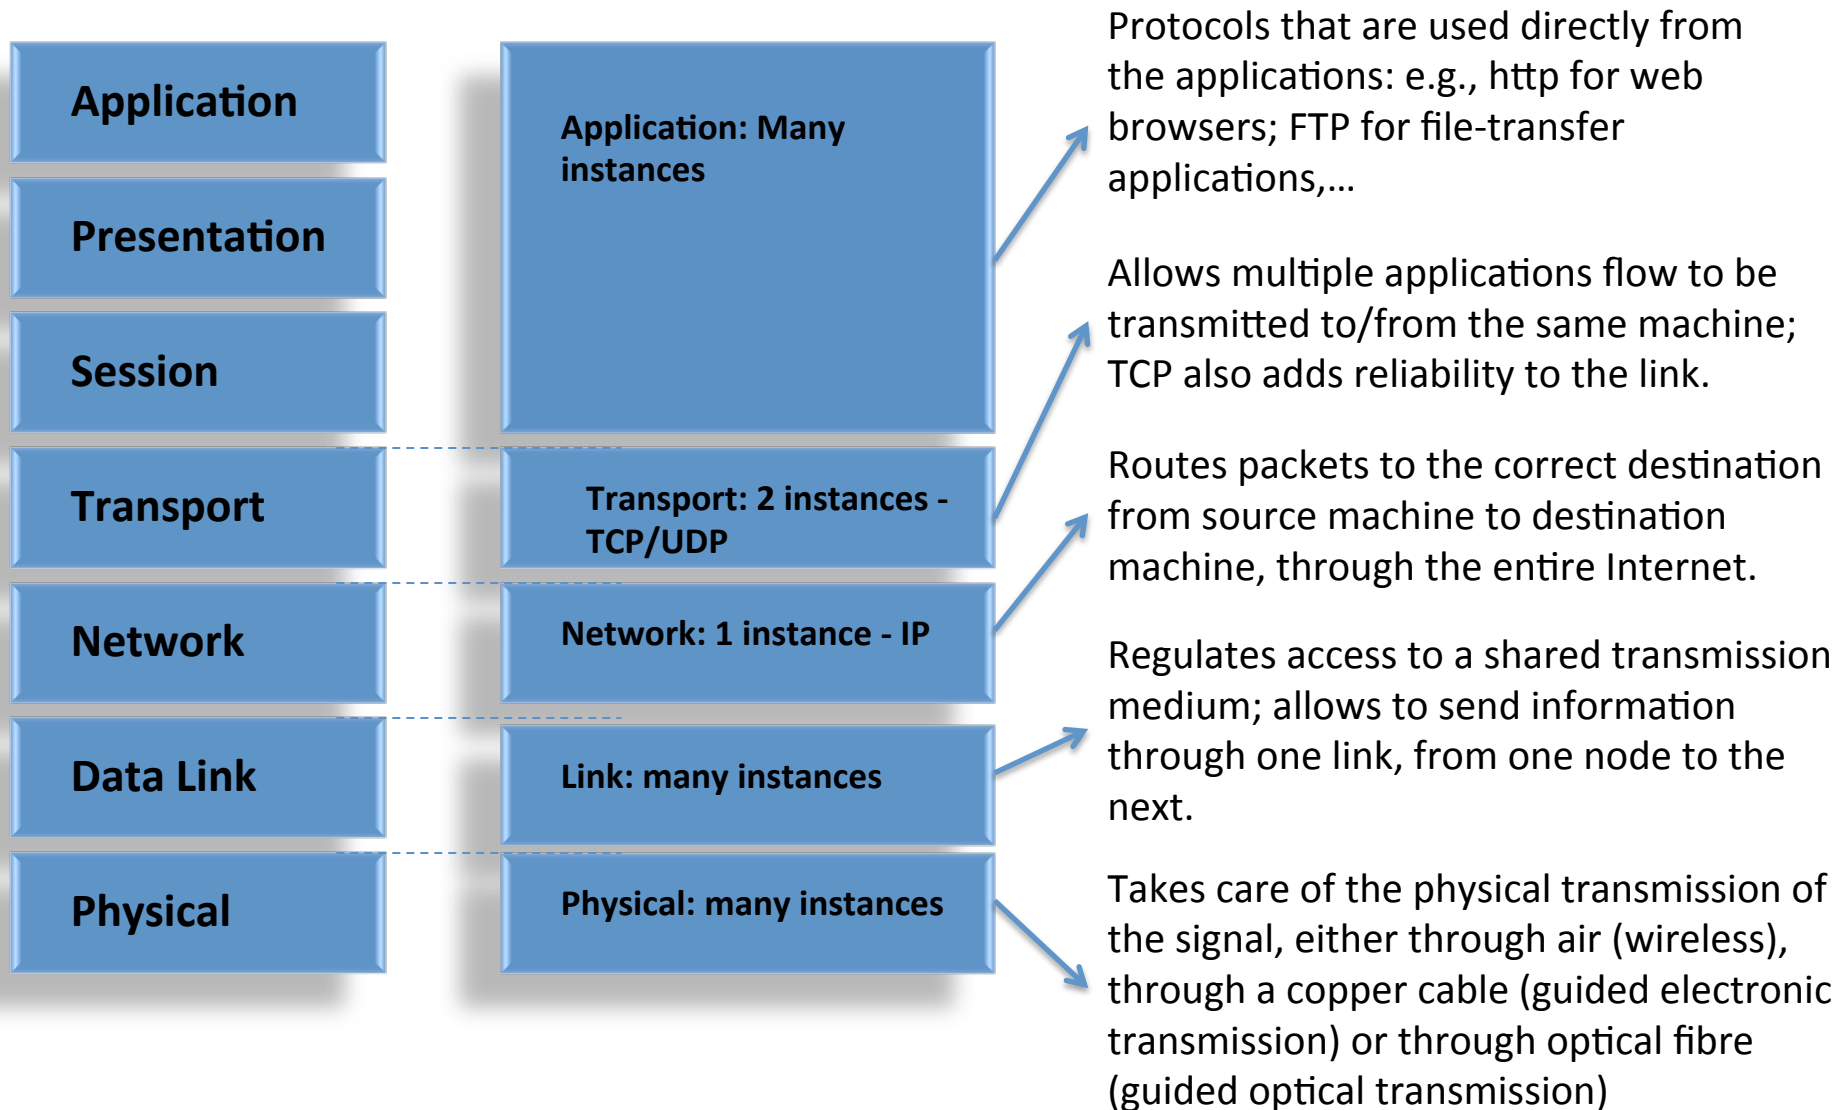 Application
Presentation
Session
Transport
Network
Data Link
Physical
Application: Many
instances
Transport: 2 instances -
TCP/UDP
Network: 1 instance - IP
Link: many instances
Physical: many instances
Protocols that are used directly from
the applications: e.g., http for web
browsers; FTP for file-transfer
applications,...
Allows multiple applications flow to be
transmitted to/from the same machine;
TCP also adds reliability to the link.
Routes packets to the correct destination
from source machine to destination
machine, through the entire Internet.
Regulates access to a shared transmission
medium; allows to send information
through one link, from one node to the
next.
Takes care of the physical transmission of
the signal, either through air (wireless),
through a copper cable (guided electronic
transmission) or through optical fibre
(guided optical transmission)